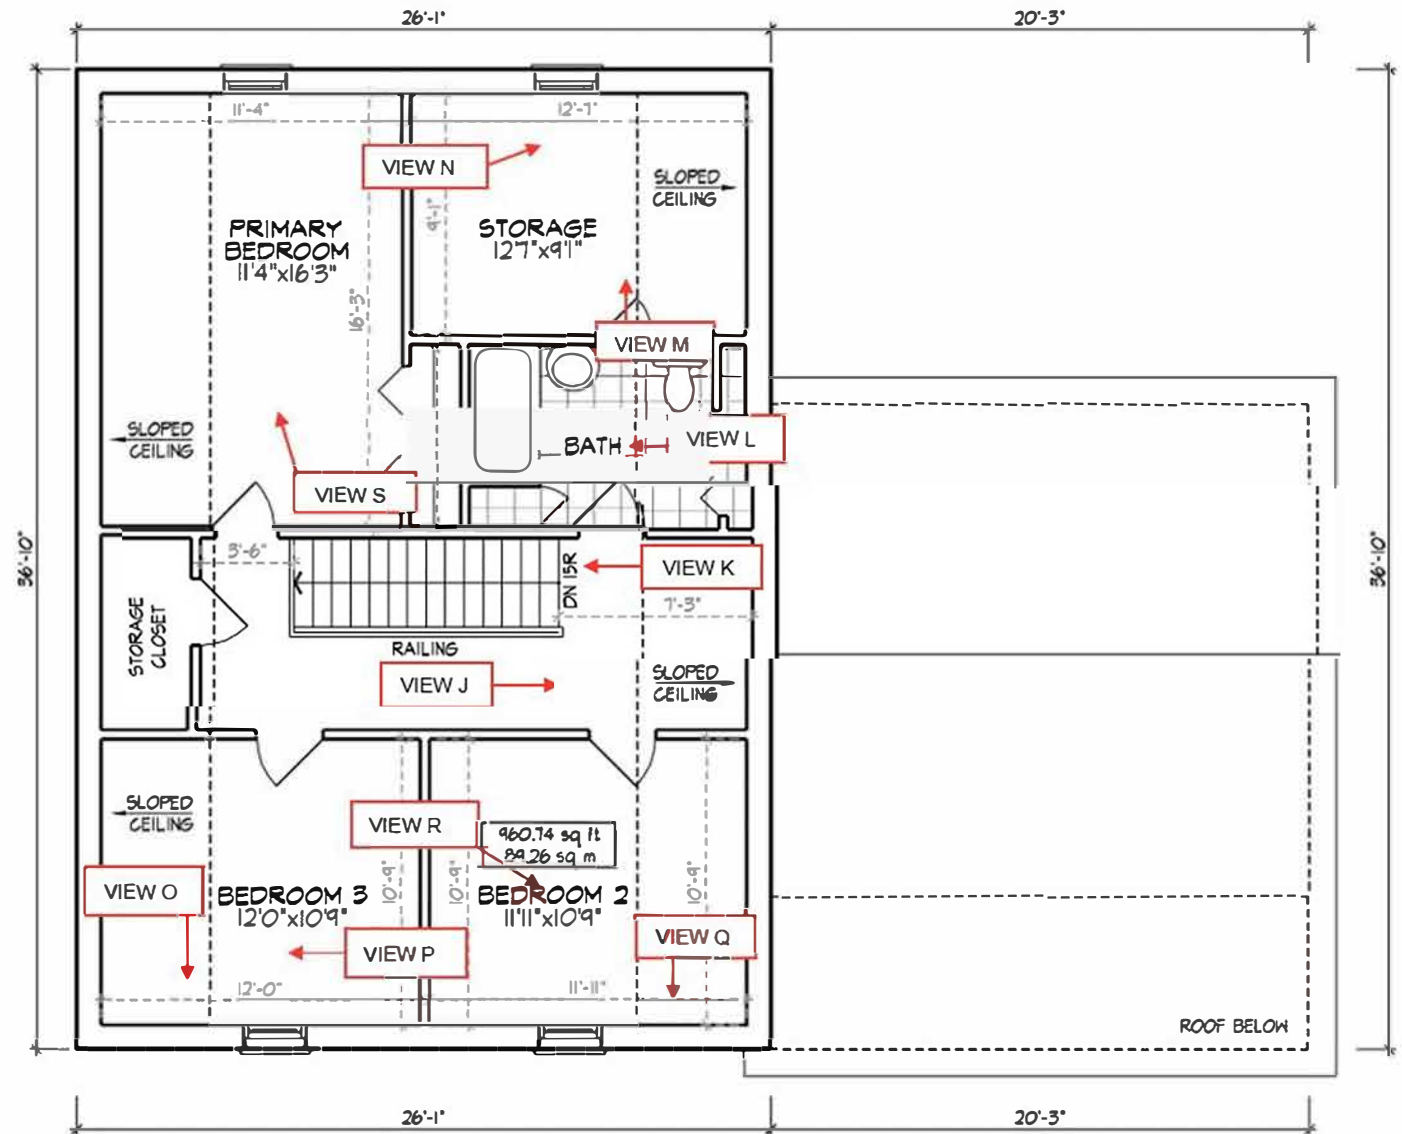 26'-1"
20'-3"
11'-4"
12'-7"
VIEW N
SLOPED
CEILING
9'-1"
PRIMARY
BEDROOM
11'4"x16'3"
STORAGE
12'7"x9'1"
16'-3"
VIEW M
SLOPED
CEILING
BATH
VIEW L
VIEW S
36'-10"
36'-10"
3'-6"
DN 15R
VIEW K
7'-3"
STORAGE
CLOSET
RAILING
VIEW J
SLOPED
CEILING
SLOPED
CEILING
VIEW R
960.74 sq ft
89.26 sq m
VIEW O
BEDROOM 3
12'0"x10'9"
10'-9"
10'-9"
BEDROOM 2
11'11"x10'9"
10'-9"
VIEW P
VIEW Q
12'-0"
11'-11"
ROOF BELOW
26'-1"
20'-3"